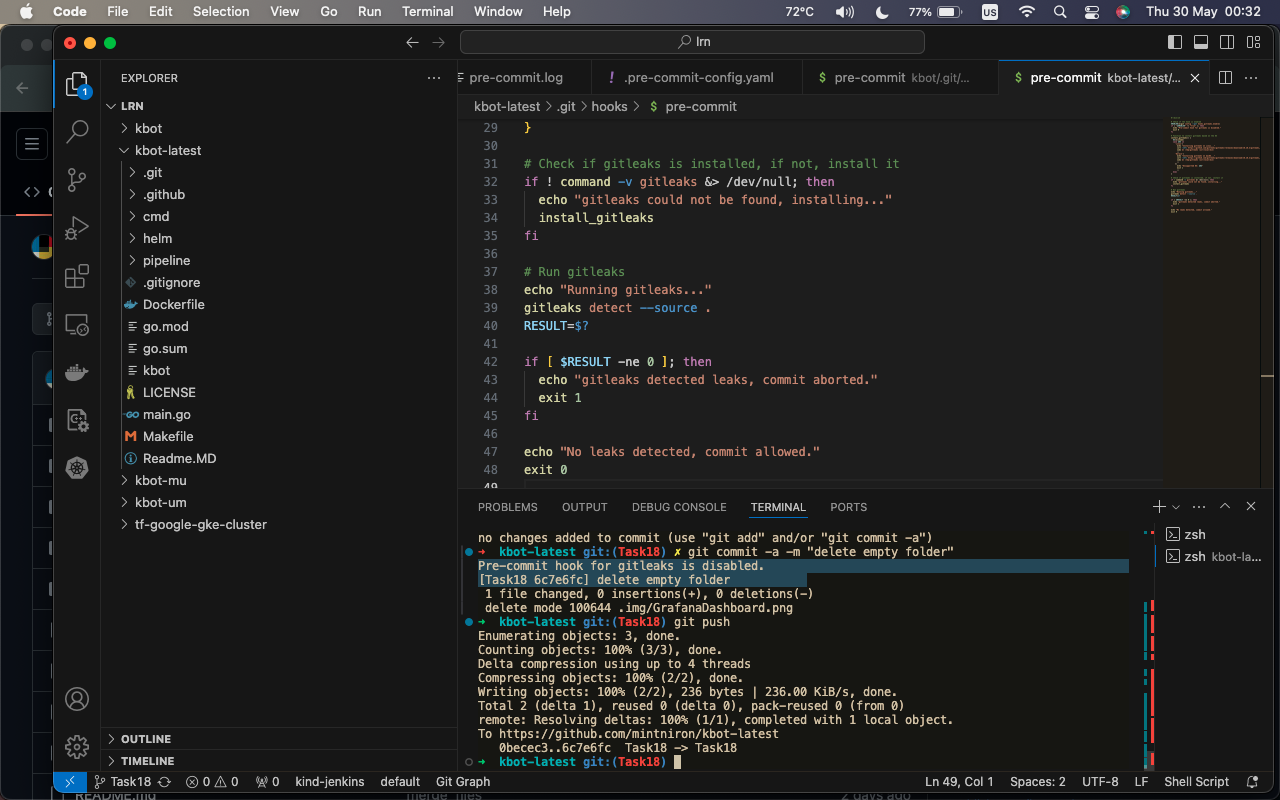 Code File Edit Selection View Go Run Terminal Window Help 72°C 77% US Thu 30 May 00:32
lrn
EXPLORER
LRN
kbot
kbot-latest
.git
.github
cmd
helm
pipeline
.gitignore
Dockerfile
go.mod
go.sum
kbot
LICENSE
main.go
Makefile
Readme.MD
kbot-mu
kbot-um
tf-google-gke-cluster
OUTLINE
TIMELINE
pre-commit.log
.pre-commit-config.yaml
pre-commit kbot/.git/...
pre-commit kbot-latest/...
kbot-latest > .git > hooks > $ pre-commit
29 }
30
31 # Check if gitleaks is installed, if not, install it
32 if ! command -v gitleaks &> /dev/null; then
33 echo "gitleaks could not be found, installing..."
34 install_gitleaks
35 fi
36
37 # Run gitleaks
38 echo "Running gitleaks..."
39 gitleaks detect --source .
40 RESULT=$?
41
42 if [ $RESULT -ne 0 ]; then
43 echo "gitleaks detected leaks, commit aborted."
44 exit 1
45 fi
46
47 echo "No leaks detected, commit allowed."
48 exit 0
49
PROBLEMS OUTPUT DEBUG CONSOLE TERMINAL PORTS
no changes added to commit (use "git add" and/or "git commit -a")
➜ kbot-latest git:(Task18) ✗ git commit -a -m "delete empty folder"
Pre-commit hook for gitleaks is disabled.
[Task18 6c7e6fc] delete empty folder
1 file changed, 0 insertions(+), 0 deletions(-)
delete mode 100644 .img/GrafanaDashboard.png
➜ kbot-latest git:(Task18) git push
Enumerating objects: 3, done.
Counting objects: 100% (3/3), done.
Delta compression using up to 4 threads
Compressing objects: 100% (2/2), done.
Writing objects: 100% (2/2), 236 bytes | 236.00 KiB/s, done.
Total 2 (delta 1), reused 0 (delta 0), pack-reused 0 (from 0)
remote: Resolving deltas: 100% (1/1), completed with 1 local object.
To https://github.com/mintniron/kbot-latest
0becec3..6c7e6fc Task18 -> Task18
➜ kbot-latest git:(Task18)
zsh
zsh kbot-la...
Task18 0 0 0 kind-jenkins default Git Graph Ln 49, Col 1 Spaces: 2 UTF-8 LF Shell Script
README.md
2 days ago